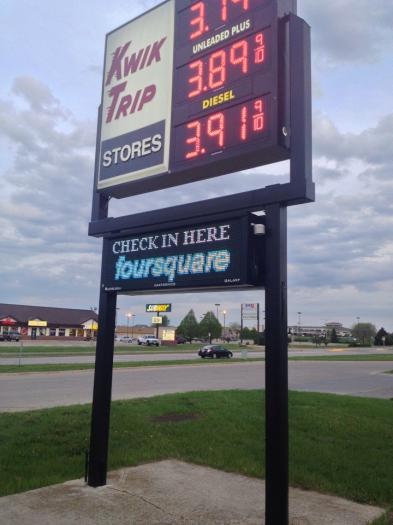 KWIK
TRIP
STORES
UNLEADED PLUS
3.89 9/10
DIESEL
3.91 9/10
CHECK IN HERE
foursquare
SUBWAY